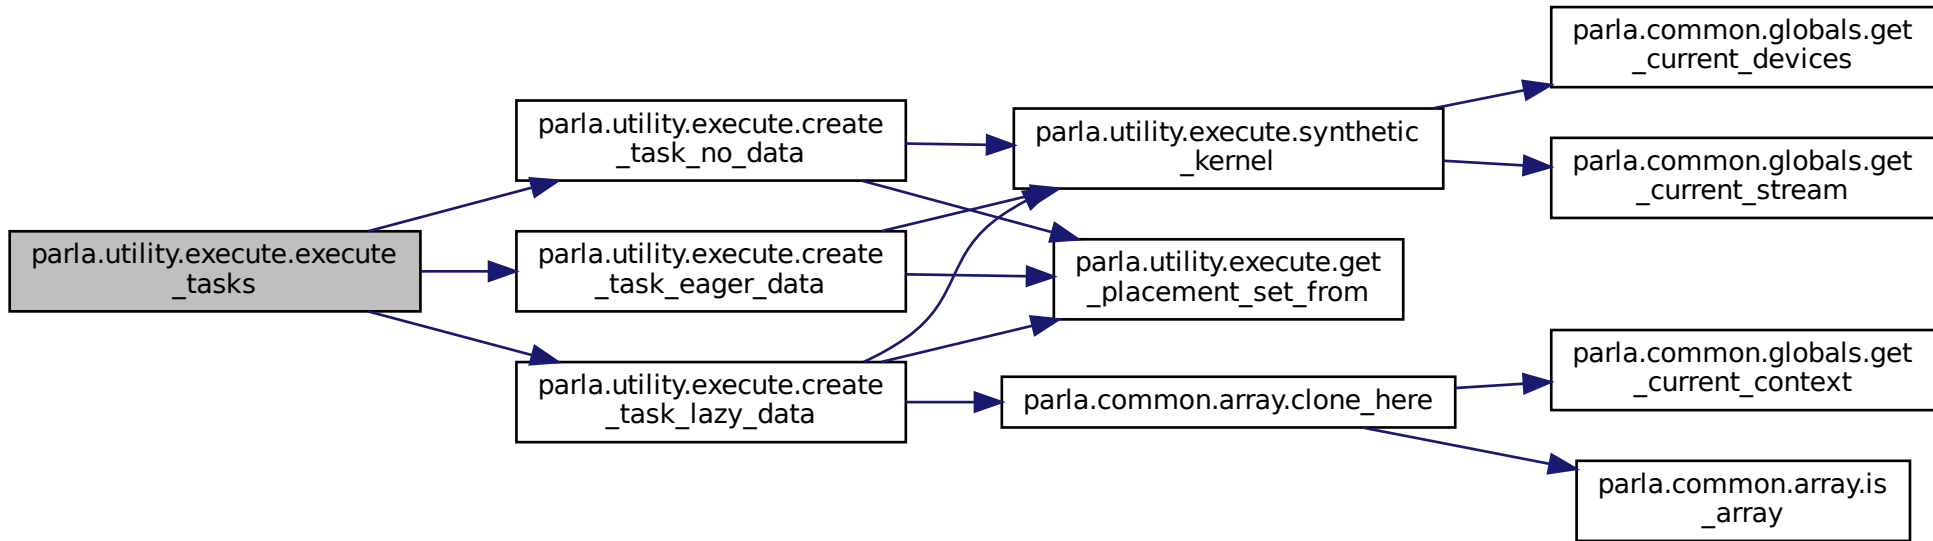 parla.utility.execute.execute
_tasks
parla.utility.execute.create
_task_no_data
parla.utility.execute.create
_task_eager_data
parla.utility.execute.create
_task_lazy_data
parla.utility.execute.synthetic
_kernel
parla.utility.execute.get
_placement_set_from
parla.common.array.clone_here
parla.common.globals.get
_current_devices
parla.common.globals.get
_current_stream
parla.common.globals.get
_current_context
parla.common.array.is
_array